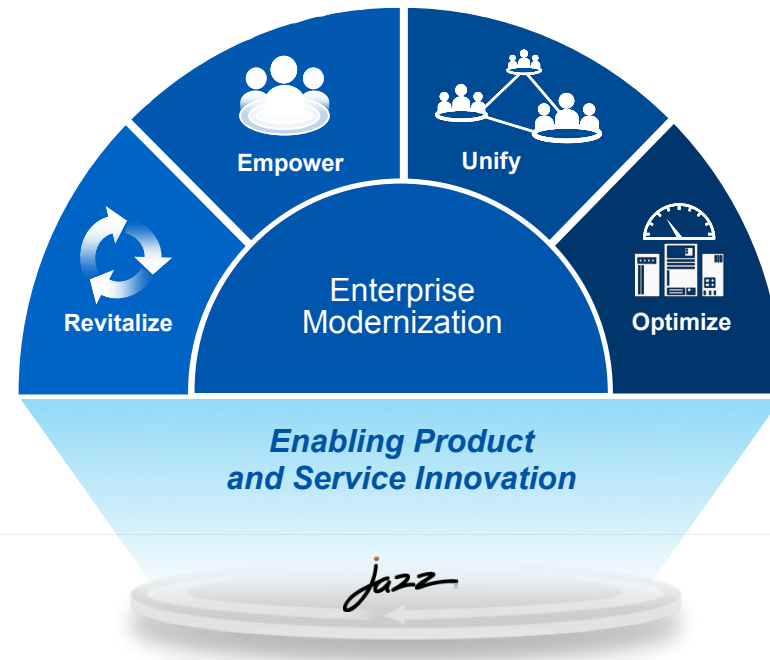 Empower
Unify
Revitalize
Optimize
Enterprise
Modernization
Enabling Product
and Service Innovation
jazz